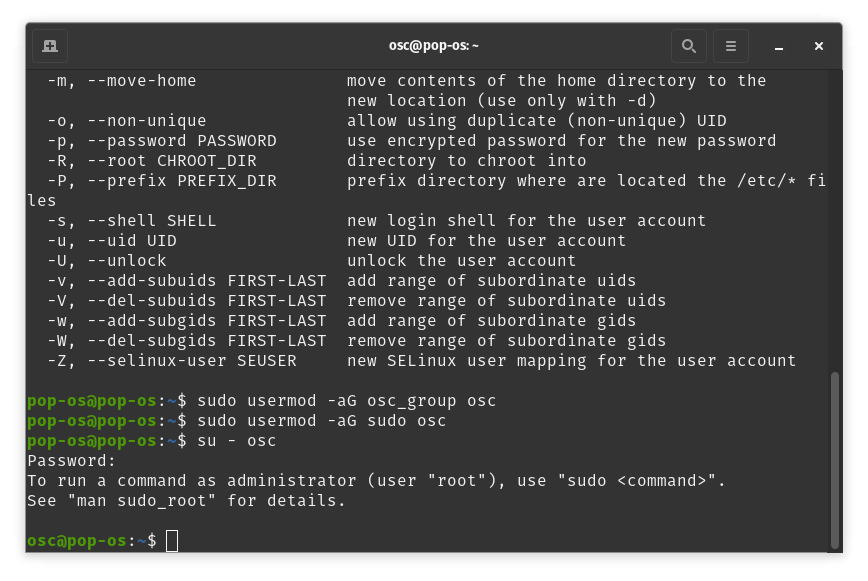 osc@pop-os: ~
-m, --move-home move contents of the home directory to the
new location (use only with -d)
-o, --non-unique allow using duplicate (non-unique) UID
-p, --password PASSWORD use encrypted password for the new password
-R, --root CHROOT_DIR directory to chroot into
-P, --prefix PREFIX_DIR prefix directory where are located the /etc/* fi
les
-s, --shell SHELL new login shell for the user account
-u, --uid UID new UID for the user account
-U, --unlock unlock the user account
-v, --add-subuids FIRST-LAST add range of subordinate uids
-V, --del-subuids FIRST-LAST remove range of subordinate uids
-w, --add-subgids FIRST-LAST add range of subordinate gids
-W, --del-subgids FIRST-LAST remove range of subordinate gids
-Z, --selinux-user SEUSER new SELinux user mapping for the user account
pop-os@pop-os:~$ sudo usermod -aG osc_group osc
pop-os@pop-os:~$ sudo usermod -aG sudo osc
pop-os@pop-os:~$ su - osc
Password:
To run a command as administrator (user "root"), use "sudo <command>".
See "man sudo_root" for details.
osc@pop-os:~$